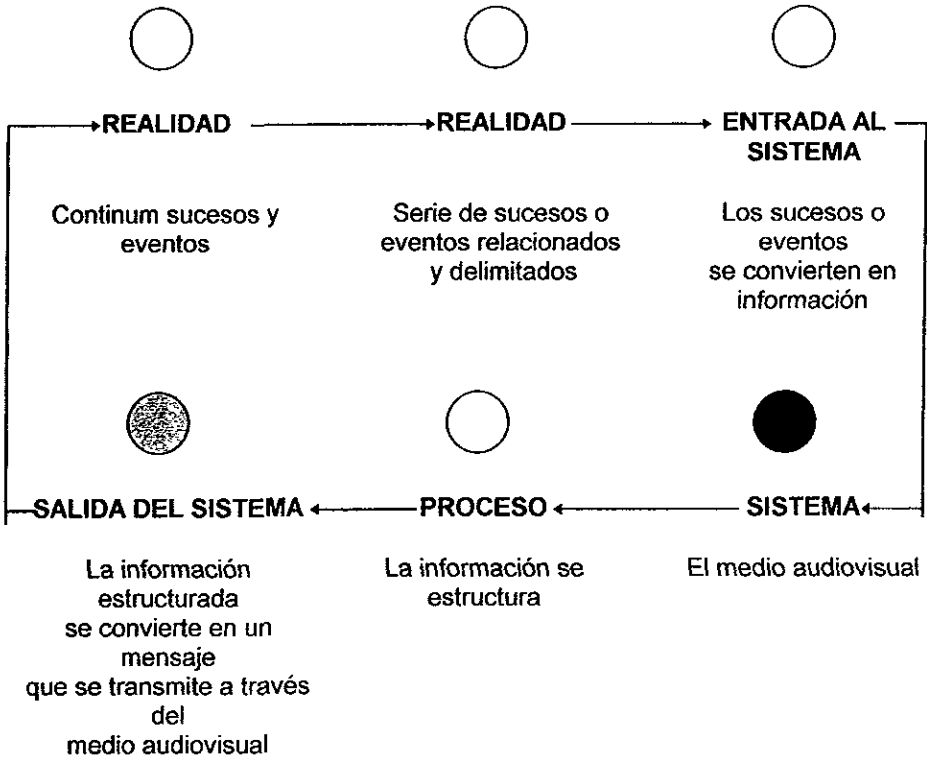 REALIDAD
REALIDAD
ENTRADA AL
SISTEMA
Continum sucesos y
eventos
Serie de sucesos o
eventos relacionados
y delimitados
Los sucesos o
eventos
se convierten en
información
SALIDA DEL SISTEMA
PROCESO
SISTEMA
La información
estructurada
se convierte en un
mensaje
que se transmite a través
del
medio audiovisual
La información se
estructura
El medio audiovisual